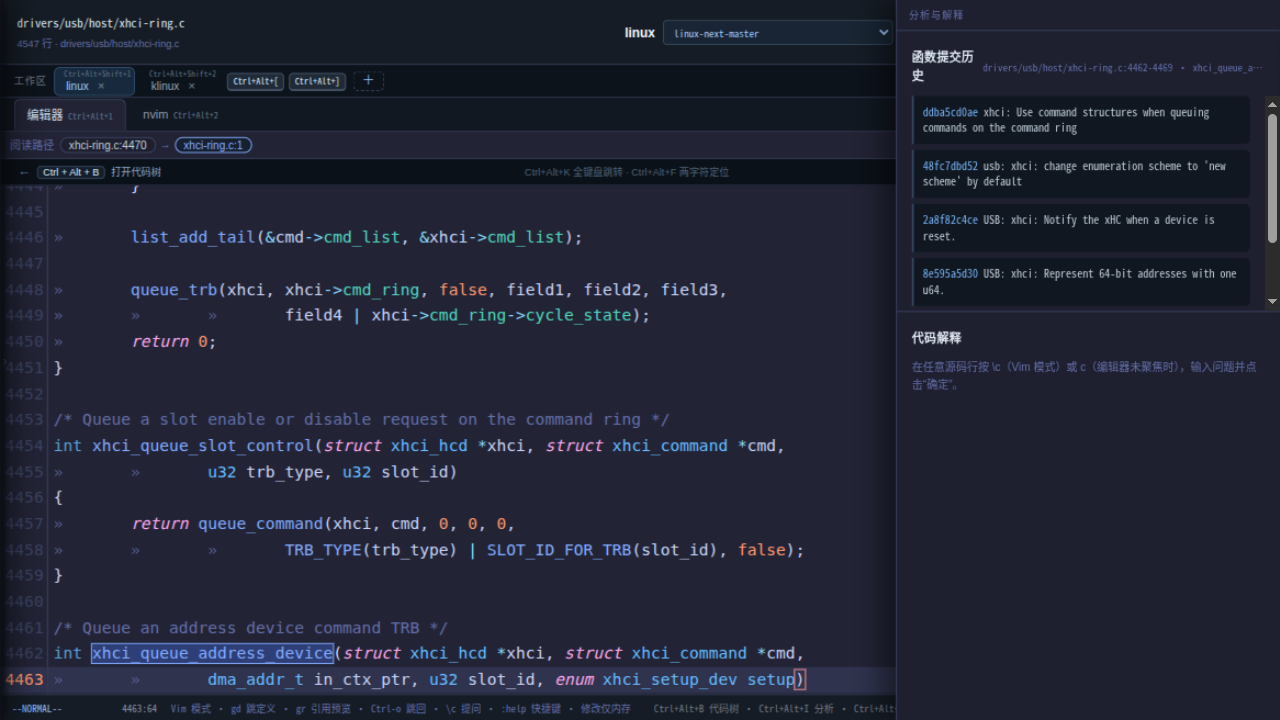 drivers/usb/host/xhci-ring.c
4547 行 · drivers/usb/host/xhci-ring.c
linux
linux-next-master
工作区
Ctrl+Alt+Shift+1
linux ×
Ctrl+Alt+Shift+2
klinux ×
Ctrl+Alt+[
Ctrl+Alt+]
+
编辑器 Ctrl+Alt+1
nvim Ctrl+Alt+2
阅读路径 xhci-ring.c:4470 → xhci-ring.c:1
← Ctrl + Alt + B 打开代码树
Ctrl+Alt+K 全键盘跳转 · Ctrl+Alt+F 两字符定位
4444 » }
4445
4446 » list_add_tail(&cmd->cmd_list, &xhci->cmd_list);
4447
4448 » queue_trb(xhci, xhci->cmd_ring, false, field1, field2, field3,
4449 » » » field4 | xhci->cmd_ring->cycle_state);
4450 » return 0;
4451 }
4452
4453 /* Queue a slot enable or disable request on the command ring */
4454 int xhci_queue_slot_control(struct xhci_hcd *xhci, struct xhci_command *cmd,
4455 » » u32 trb_type, u32 slot_id)
4456 {
4457 » return queue_command(xhci, cmd, 0, 0, 0,
4458 » » » TRB_TYPE(trb_type) | SLOT_ID_FOR_TRB(slot_id), false);
4459 }
4460
4461 /* Queue an address device command TRB */
4462 int xhci_queue_address_device(struct xhci_hcd *xhci, struct xhci_command *cmd,
4463 » » dma_addr_t in_ctx_ptr, u32 slot_id, enum xhci_setup_dev setup)
--NORMAL-- 4463:64 Vim 模式 · gd 跳定义 · gr 引用预览 · Ctrl-o 跳回 · \c 提问 · :help 快捷键 · 修改仅内存 Ctrl+Alt+B 代码树 · Ctrl+Alt+I 分析 · Ctrl+Alt+
分析与解释
函数提交历史
drivers/usb/host/xhci-ring.c:4462-4469 • xhci_queue_a…
ddba5cd0ae xhci: Use command structures when queuing
commands on the command ring
48fc7dbd52 usb: xhci: change enumeration scheme to 'new
scheme' by default
2a8f82c4ce USB: xhci: Notify the xHC when a device is
reset.
8e595a5d30 USB: xhci: Represent 64-bit addresses with one
u64.
代码解释
在任意源码行按 \c（Vim 模式）或 c（编辑器未聚焦时），输入问题并点
击“确定”。